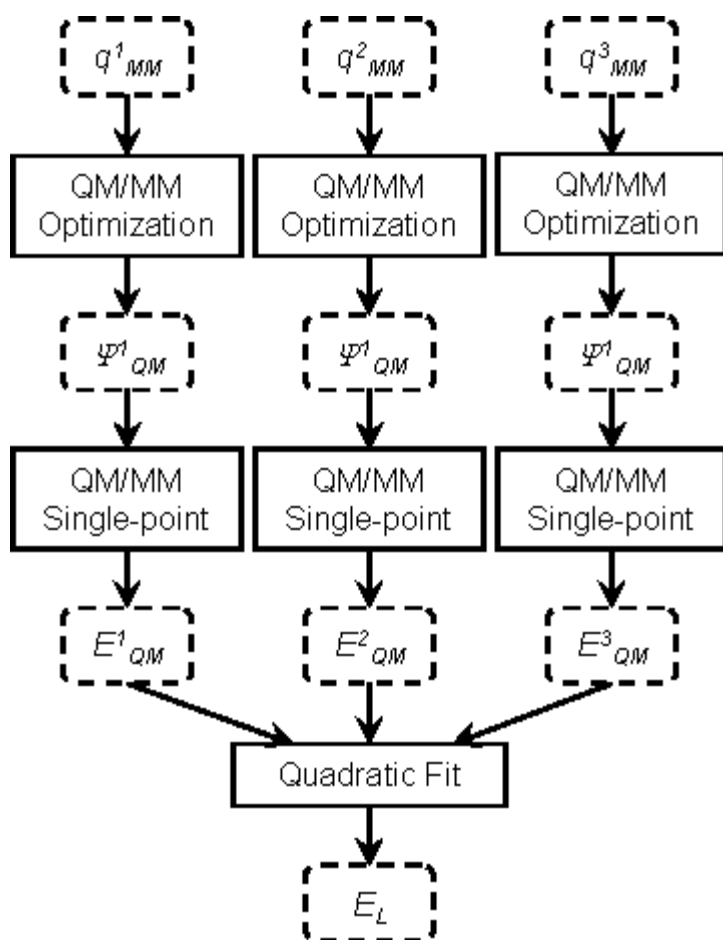 q¹MM q²MM q³MM
QM/MM QM/MM QM/MM
Optimization Optimization Optimization
Ψ¹QM Ψ¹QM Ψ¹QM
QM/MM QM/MM QM/MM
Single-point Single-point Single-point
E¹QM E²QM E³QM
Quadratic Fit
EL